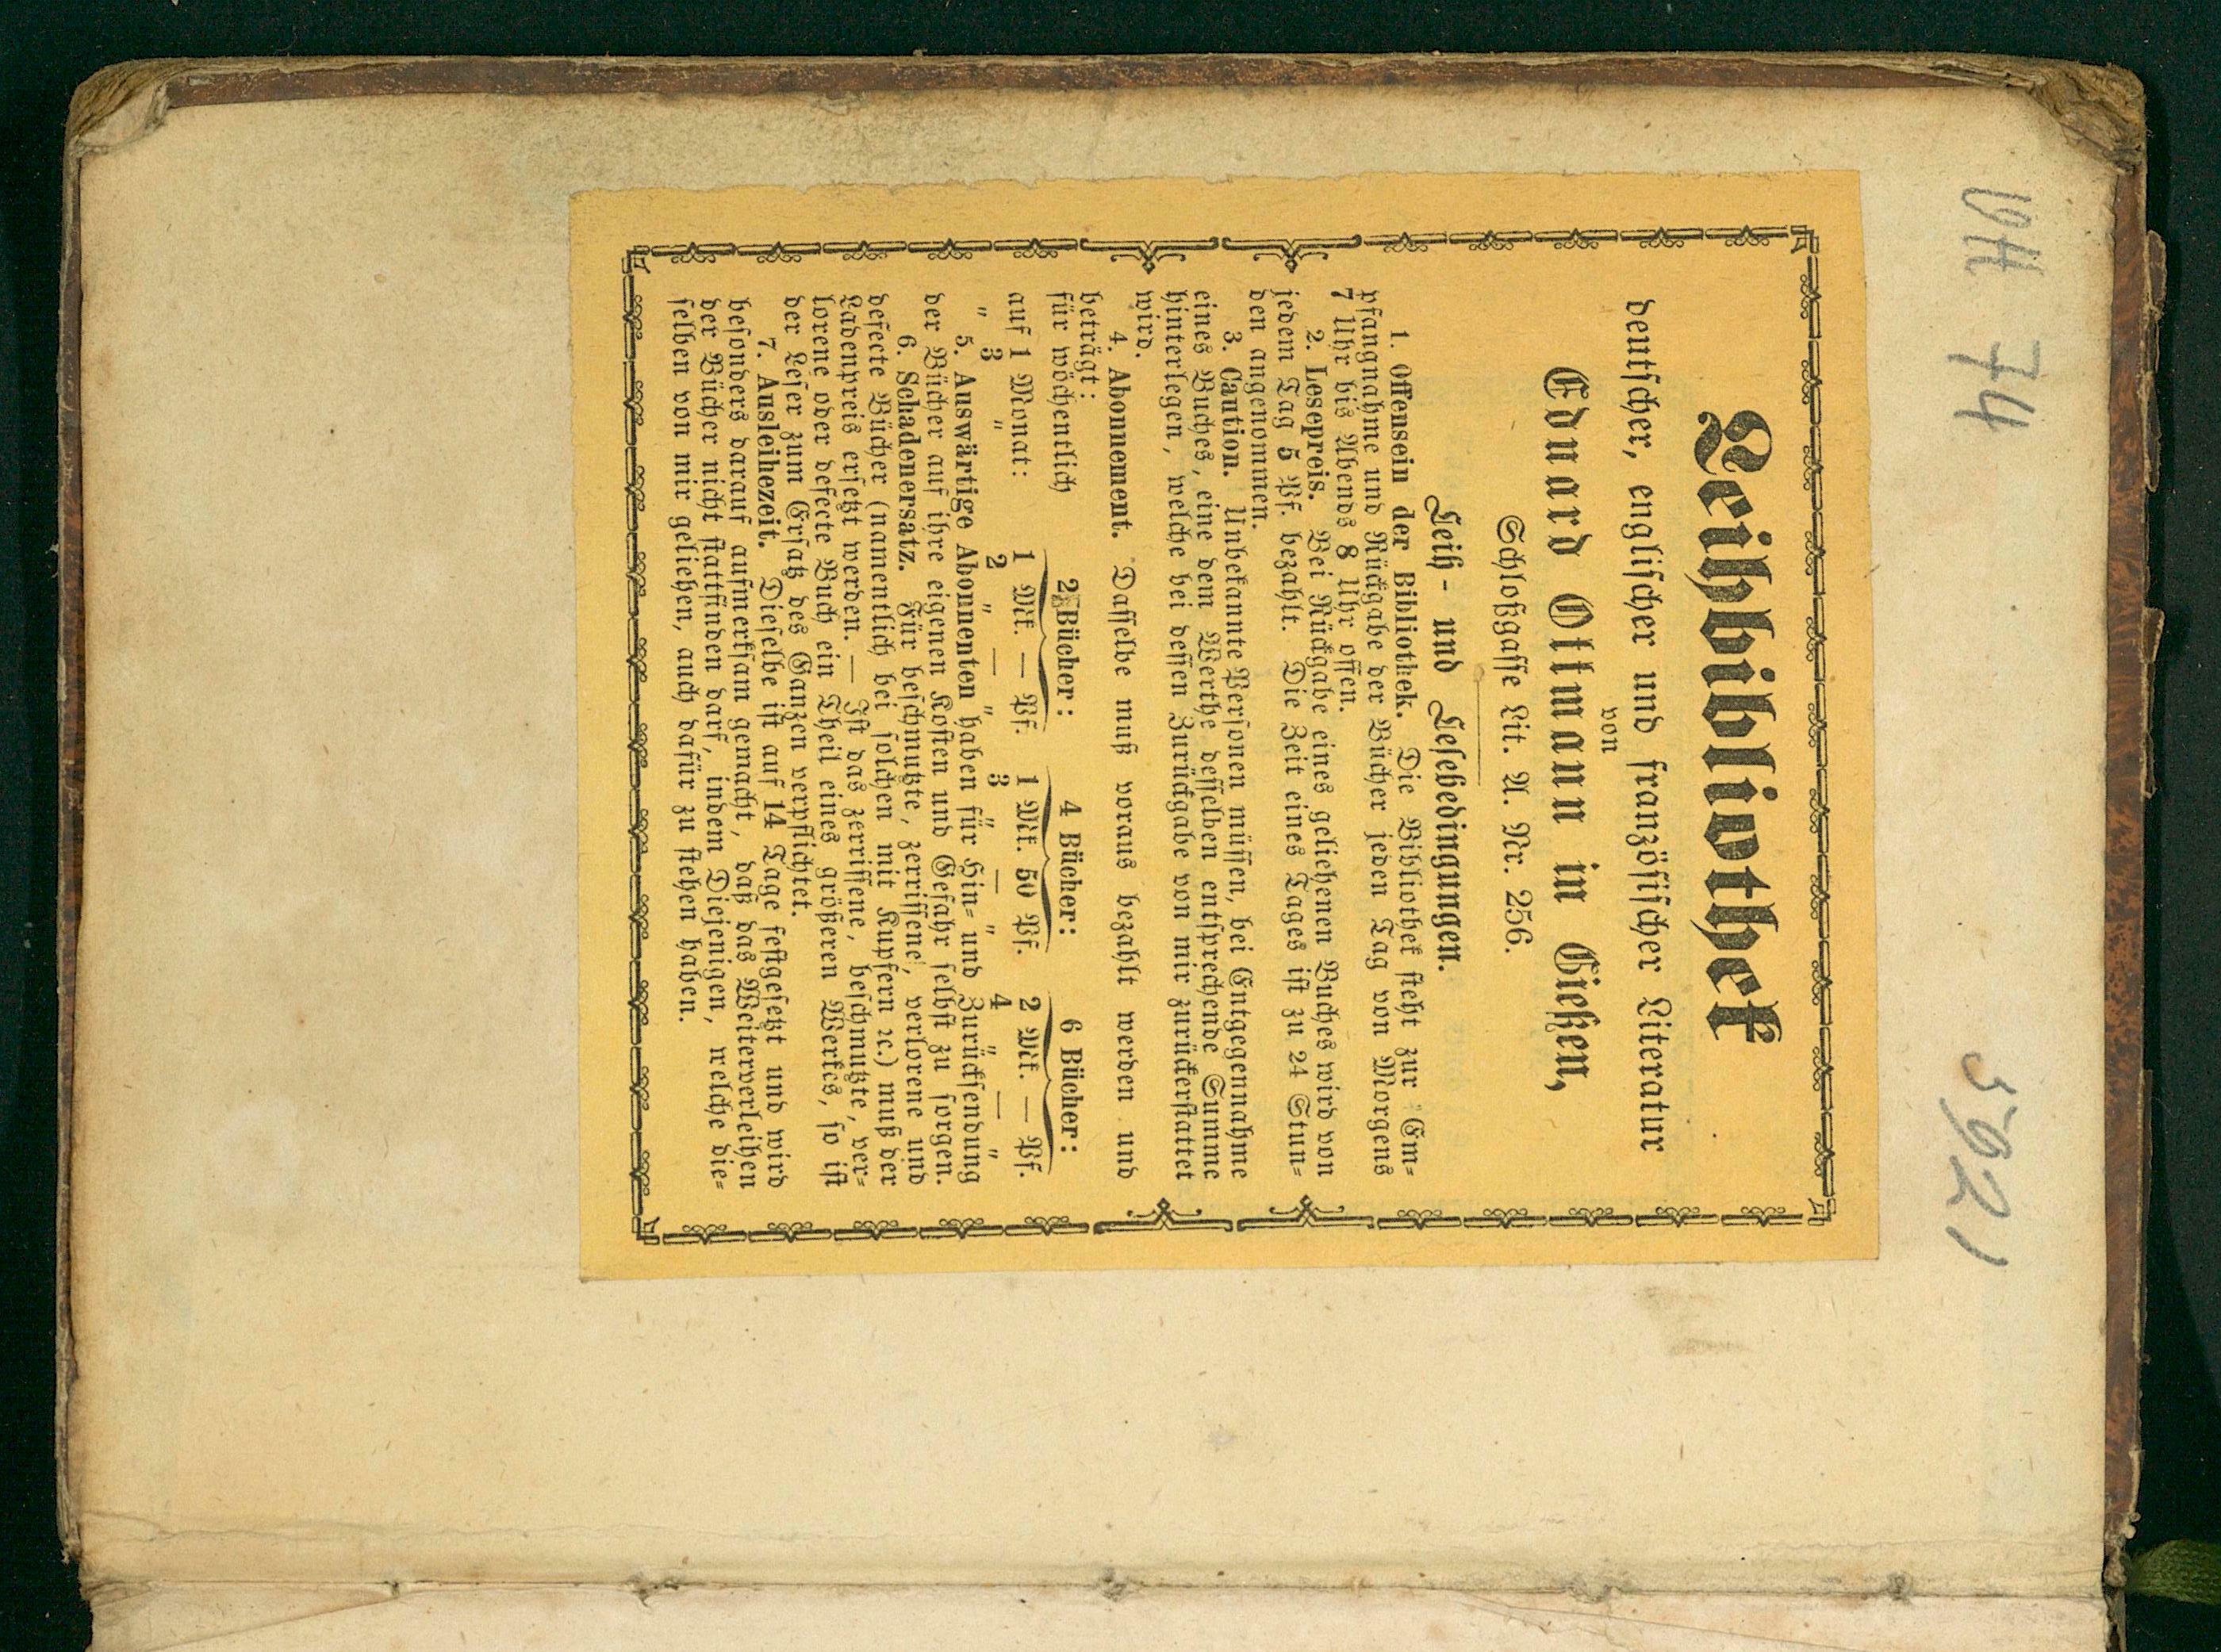 VH 74
5921
Leihbibliothek
deutscher, englischer und französischer Literatur
von
Eduard Ottmann in Gießen,
Schloßgasse Lit. A. Nr. 256.
Leih- und Lesebedingungen.
1. Offensein der Bibliothek. Die Bibliothek steht zur Em-
pfangnahme und Rückgabe der Bücher jeden Tag von Morgens
7 Uhr bis Abends 8 Uhr offen.
2. Lesepreis. Bei Rückgabe eines geliehenen Buches wird von
jedem Tag 5 Pf. bezahlt. Die Zeit eines Tages ist zu 24 Stun-
den angenommen.
3. Caution. Unbekannte Personen müssen, bei Entgegennahme
eines Buches, eine dem Werthe desselben entsprechende Summe
hinterlegen, welche bei dessen Zurückgabe von mir zurückerstattet
wird.
4. Abonnement. Dasselbe muß voraus bezahlt werden und
beträgt:
für wöchentlich 2 Bücher: 4 Bücher: 6 Bücher:
auf 1 Monat: 1 Mk. — Pf. 1 Mk. 50 Pf. 2 Mk. — Pf.
„ 3 „ 2 „ — „ 3 „ — „ 4 „ — „
5. Auswärtige Abonnenten haben für Hin- und Zurücksendung
der Bücher auf ihre eigenen Kosten und Gefahr selbst zu sorgen.
6. Schadenersatz. Für beschmutzte, zerrissene, verlorene und
defecte Bücher (namentlich bei solchen mit Kupfern ꝛc.) muß der
Ladenpreis ersetzt werden. — Ist das zerrissene, beschmutzte, ver-
lorene oder defecte Buch ein Theil eines größeren Werkes, so ist
der Leser zum Ersatz des Ganzen verpflichtet.
7. Ausleihezeit. Dieselbe ist auf 14 Tage festgesetzt und wird
besonders darauf aufmerksam gemacht, daß das Weiterverleihen
der Bücher nicht stattfinden darf, indem Diejenigen, welche die-
selben von mir geliehen, auch dafür zu stehen haben.